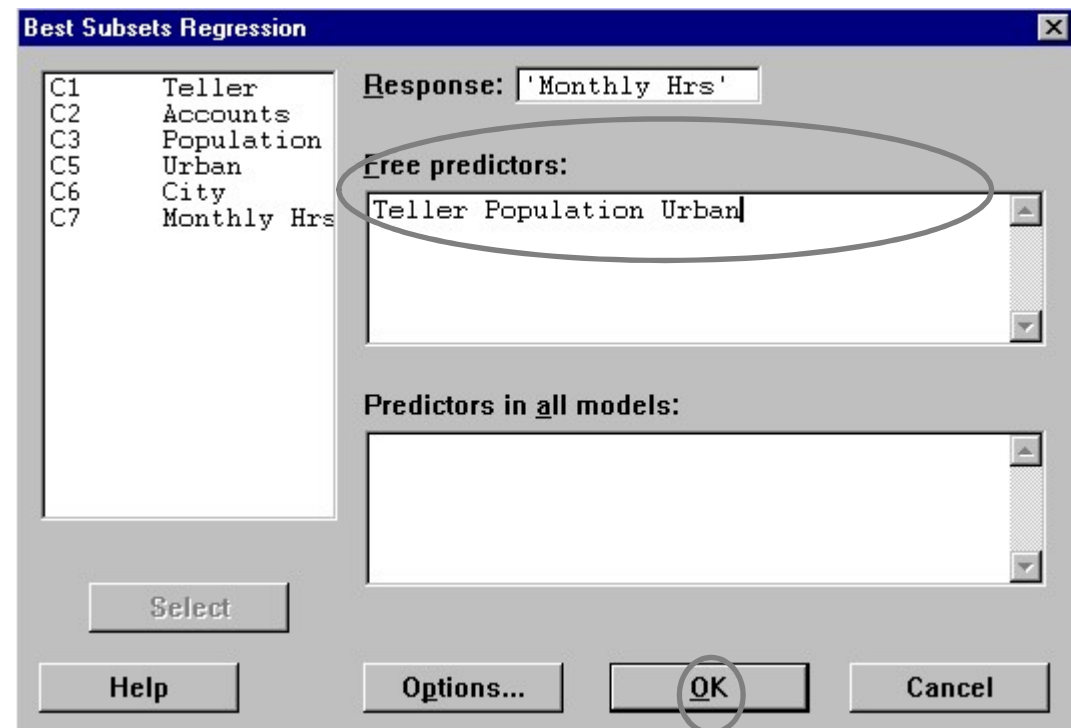 Best Subsets Regression
C1 Teller
C2 Accounts
C3 Population
C5 Urban
C6 City
C7 Monthly Hrs
Response: 'Monthly Hrs'
Free predictors:
Teller Population Urban
Predictors in all models:
Select
Help Options... OK Cancel